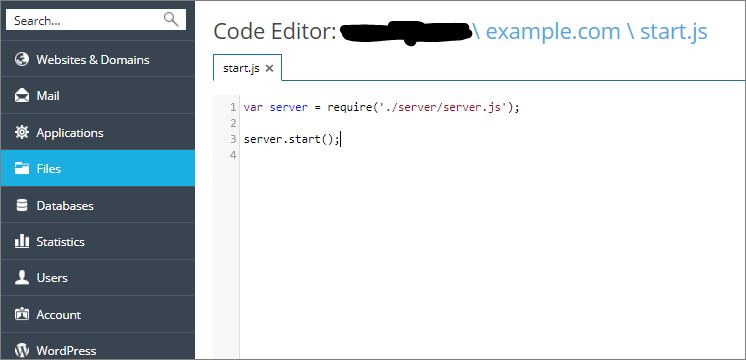 Search...
Websites & Domains
Mail
Applications
Files
Databases
Statistics
Users
Account
WordPress
Code Editor: \ example.com \ start.js
start.js ×
1 var server = require('./server/server.js');
2
3 server.start();
4